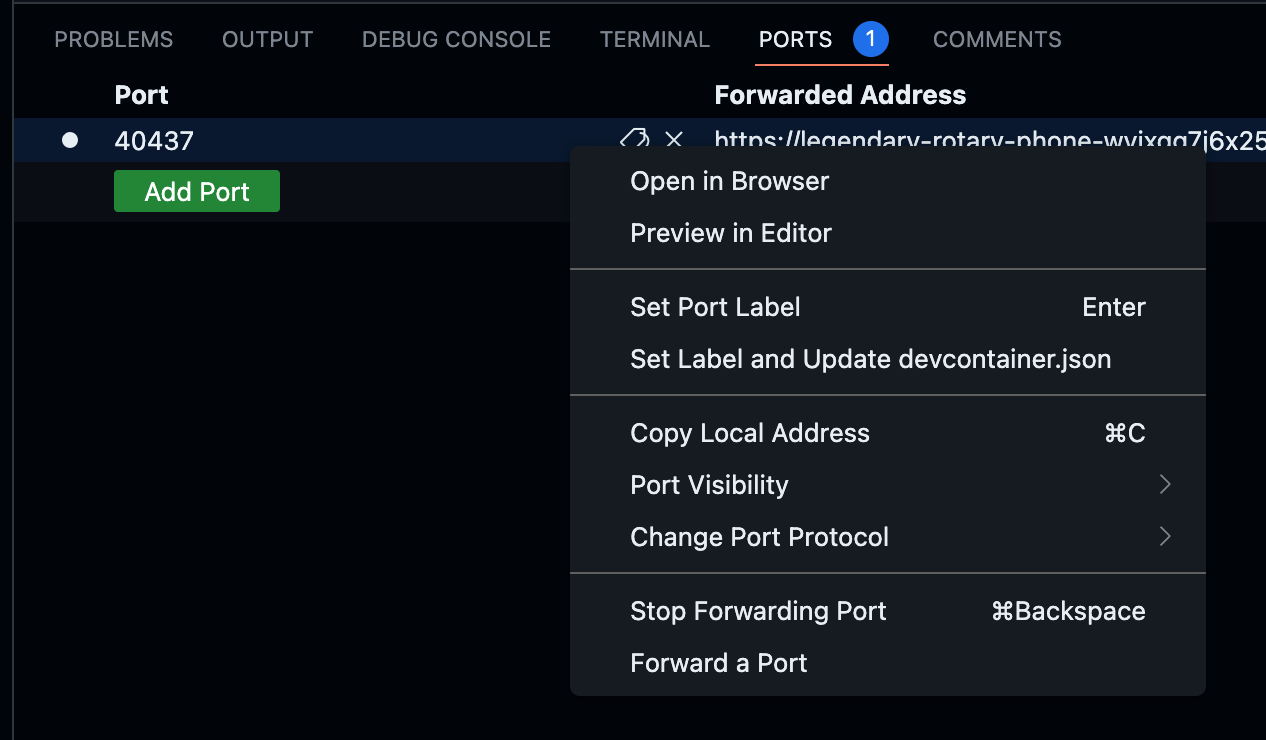 PROBLEMS OUTPUT DEBUG CONSOLE TERMINAL PORTS 1 COMMENTS
Port Forwarded Address
40437 https://legendary-rotary-phone-wvjxgg7j6x25
Add Port
Open in Browser
Preview in Editor
Set Port Label Enter
Set Label and Update devcontainer.json
Copy Local Address ⌘C
Port Visibility
Change Port Protocol
Stop Forwarding Port ⌘Backspace
Forward a Port